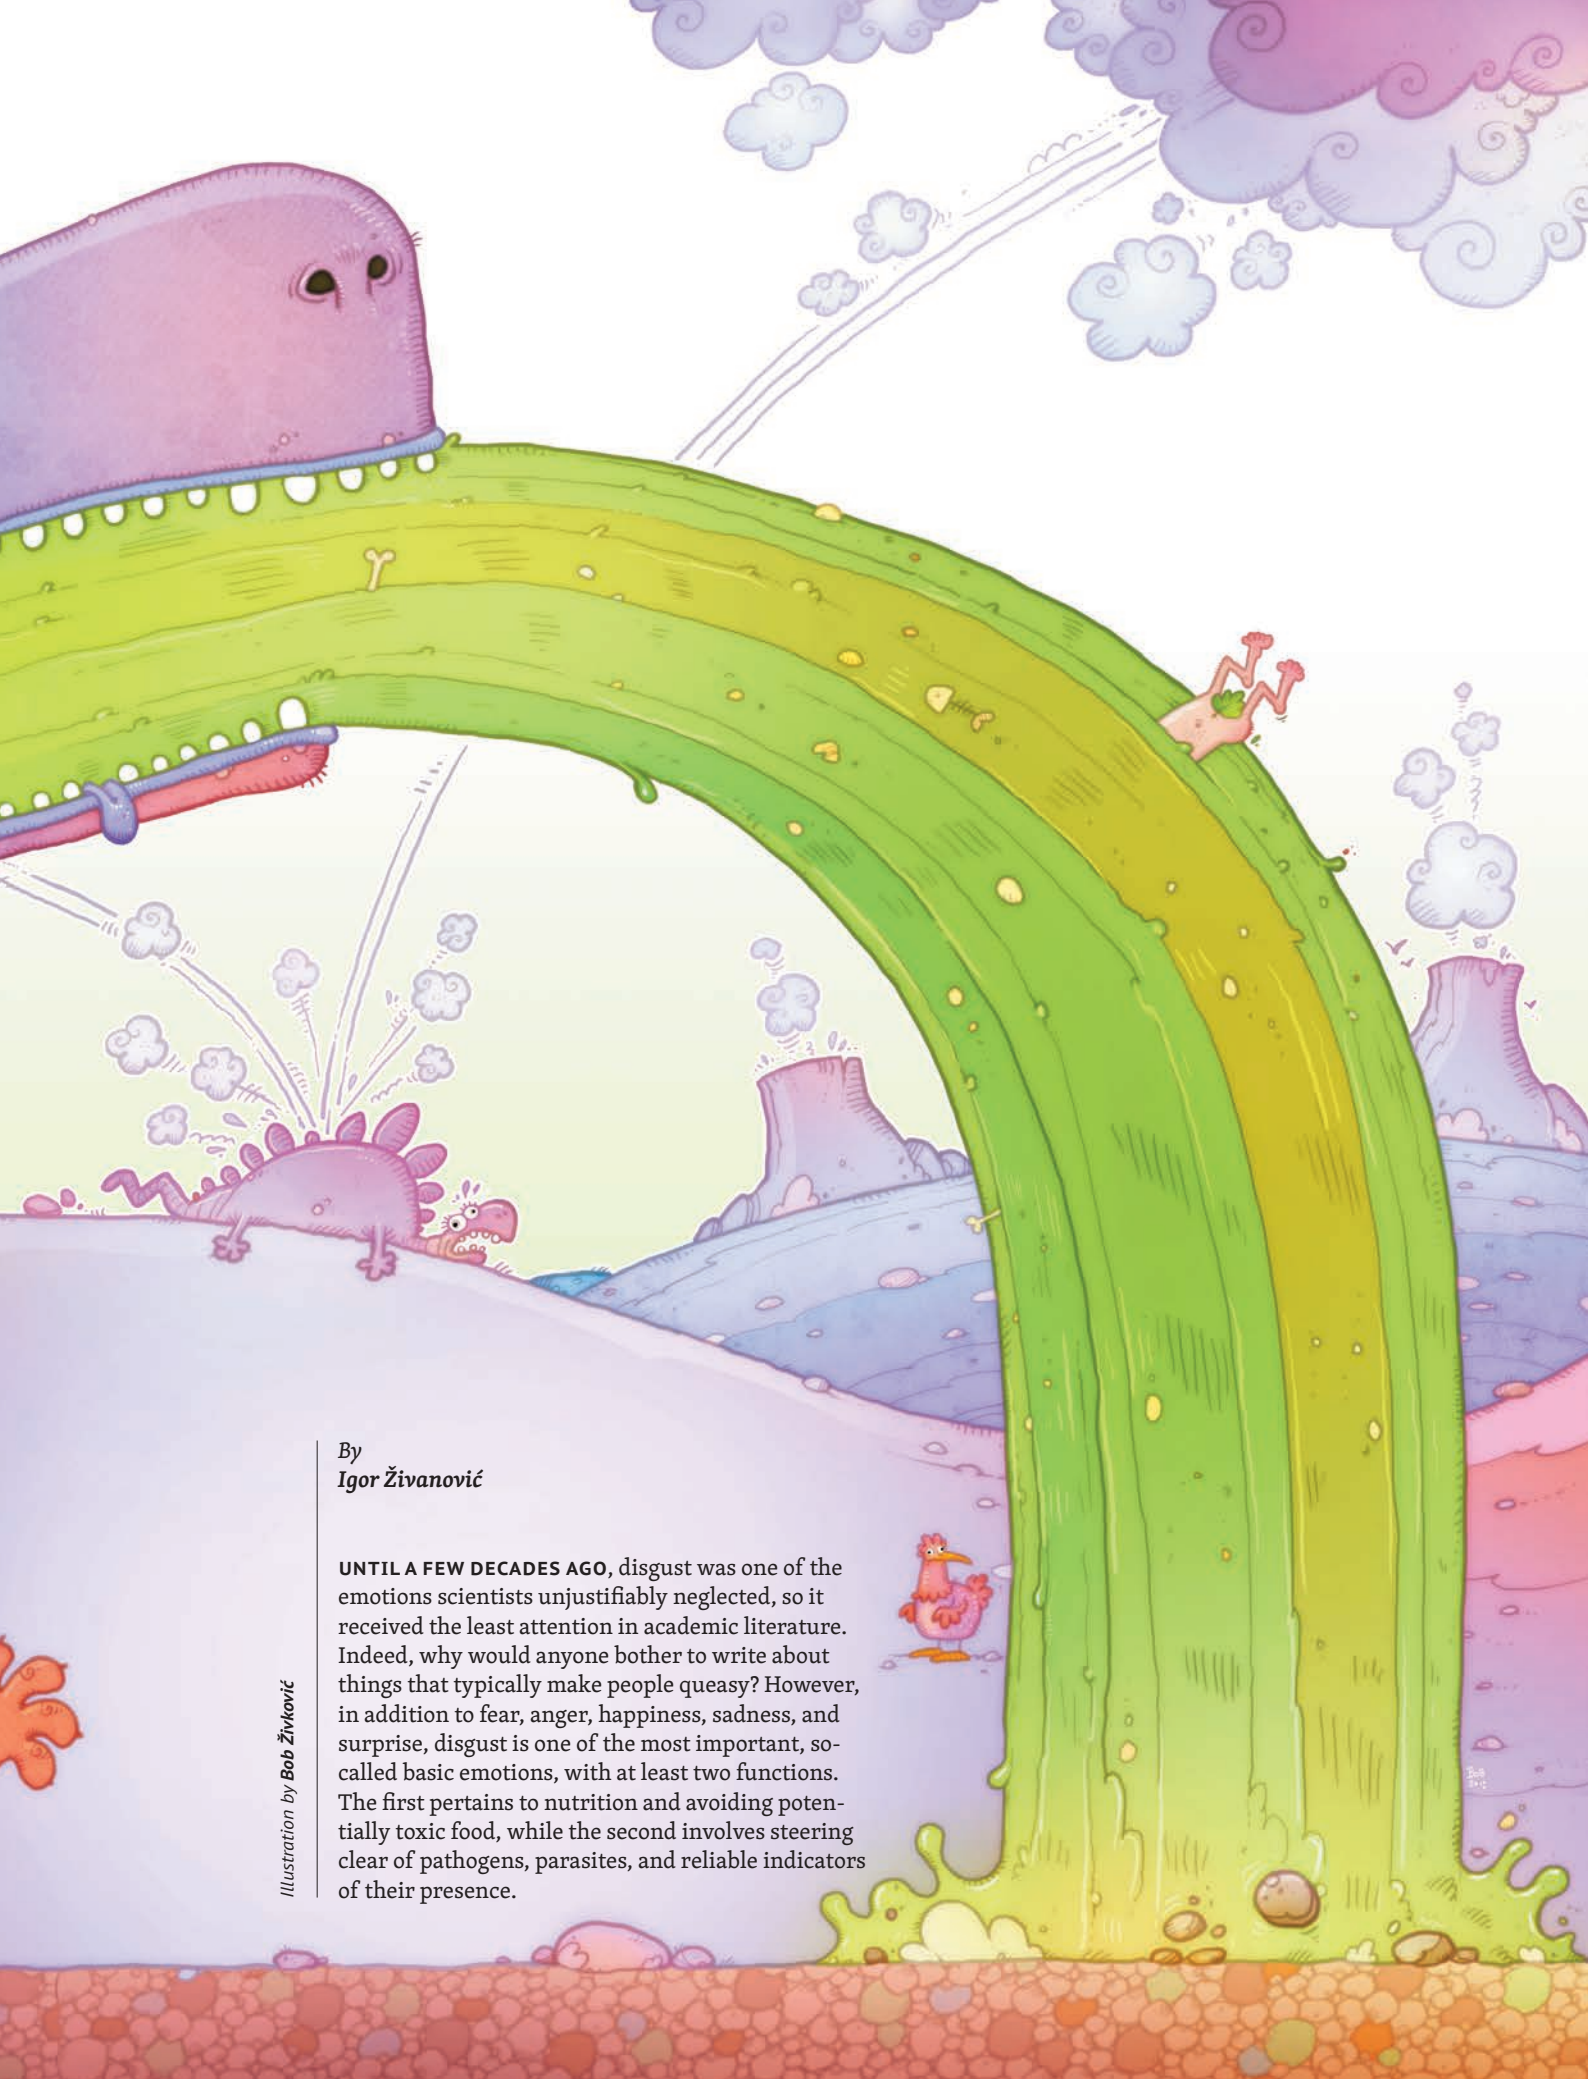 By
Igor Živanović
UNTIL A FEW DECADES AGO, disgust was one of the
emotions scientists unjustifiably neglected, so it
received the least attention in academic literature.
Indeed, why would anyone bother to write about
things that typically make people queasy? However,
in addition to fear, anger, happiness, sadness, and
surprise, disgust is one of the most important, so-
called basic emotions, with at least two functions.
The first pertains to nutrition and avoiding poten-
tially toxic food, while the second involves steering
clear of pathogens, parasites, and reliable indicators
of their presence.
Illustration by Bob Živković